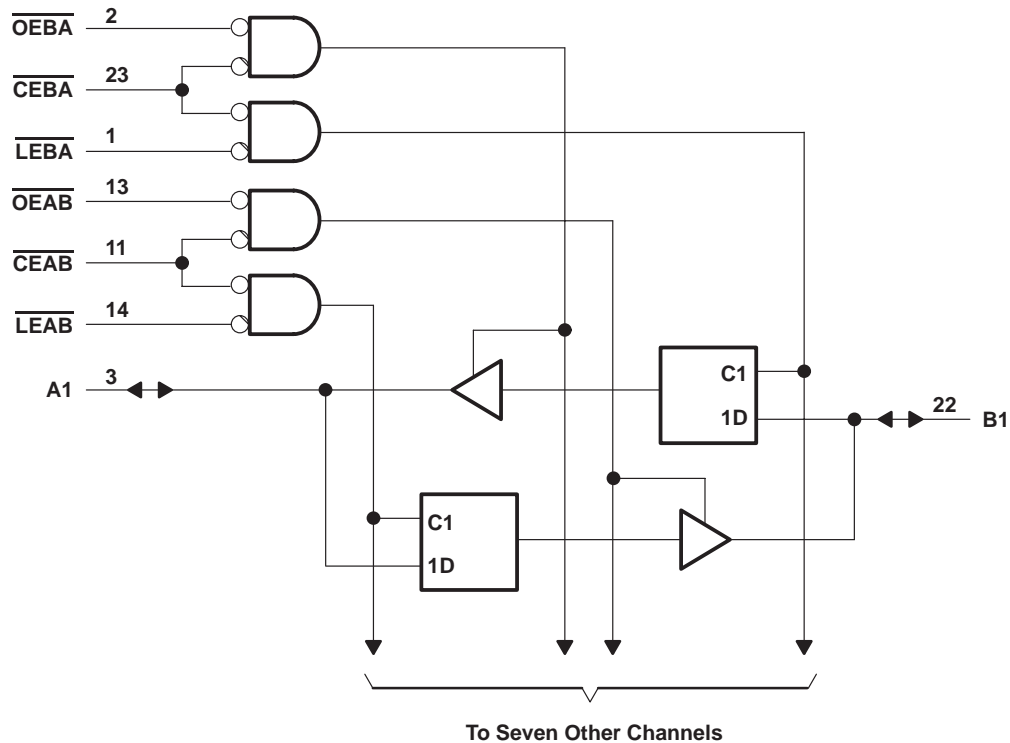 OEBA 2
CEBA 23
LEBA 1
OEAB 13
CEAB 11
LEAB 14
A1 3
C1
1D
22 B1
C1
1D
To Seven Other Channels